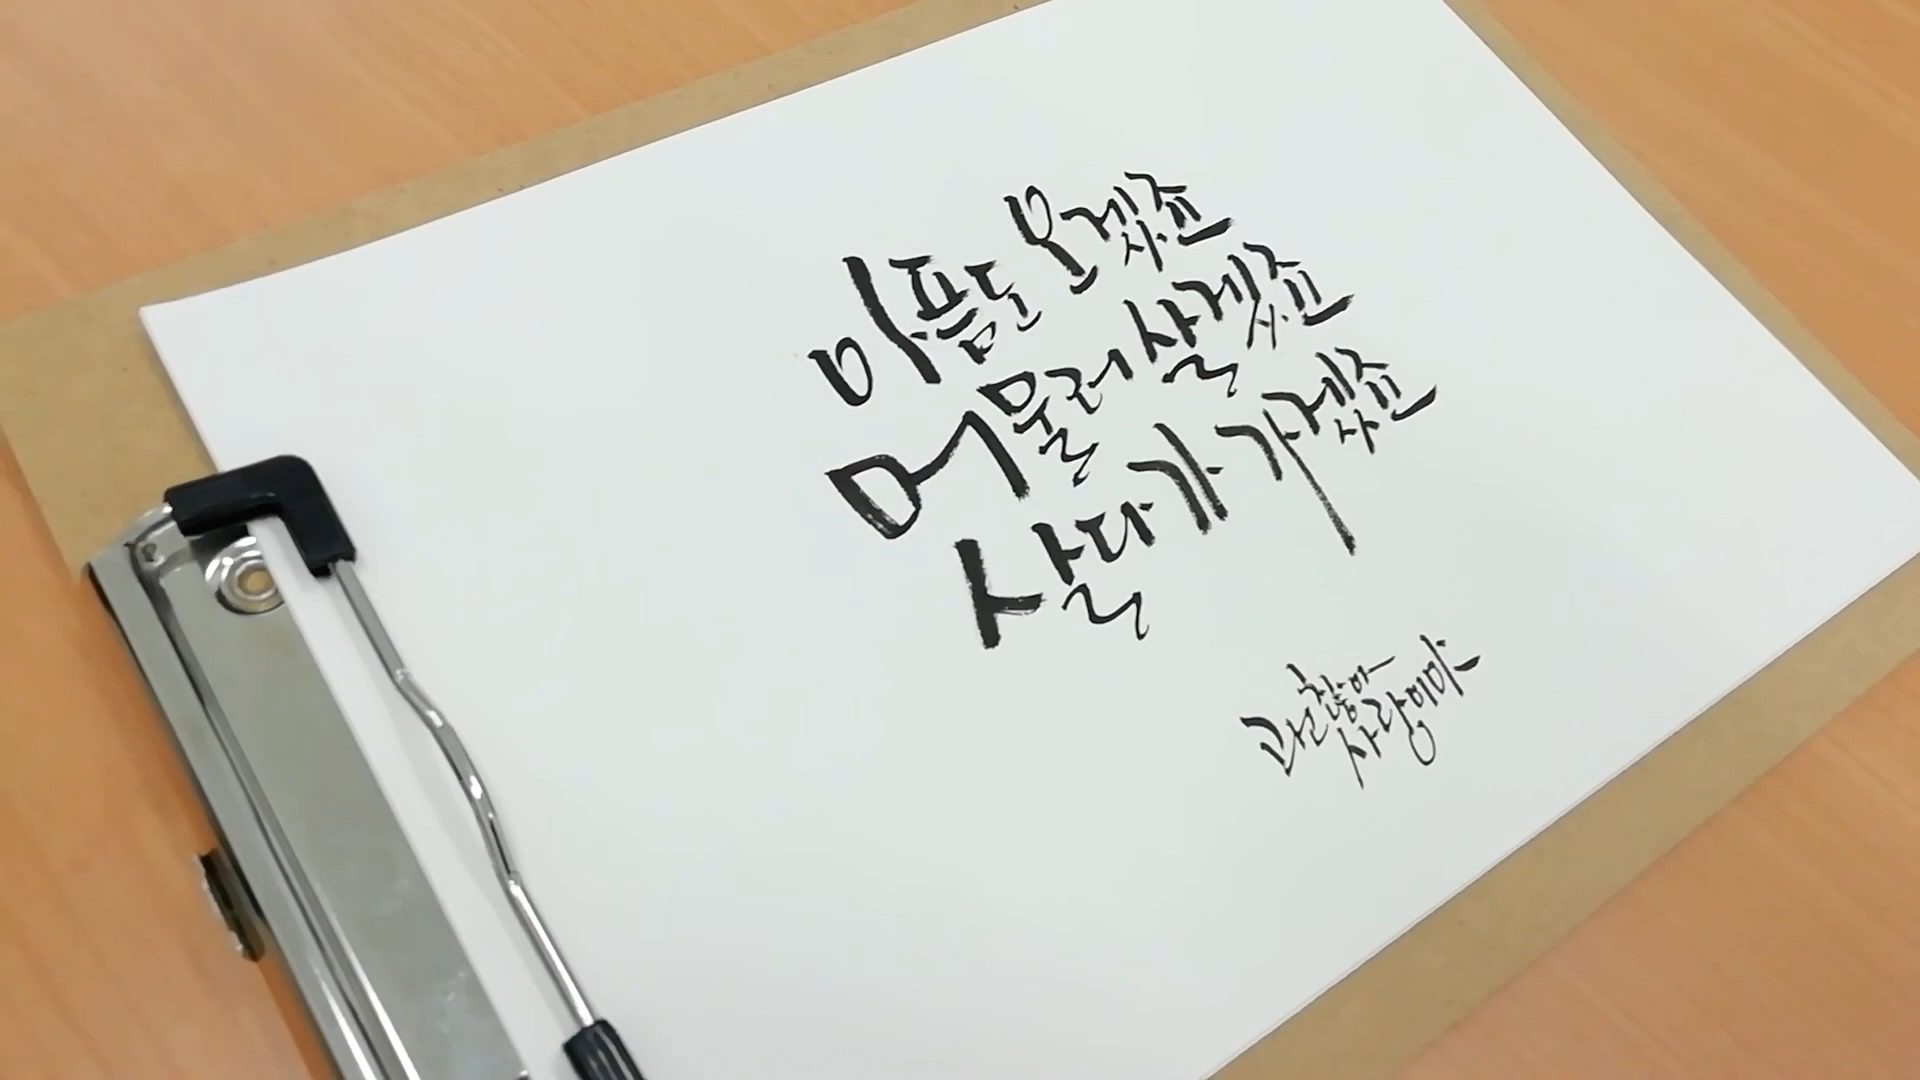 아픔도 오겠죠
머물러 살겠죠
살다가 가겠죠
괜찮아
사랑이야